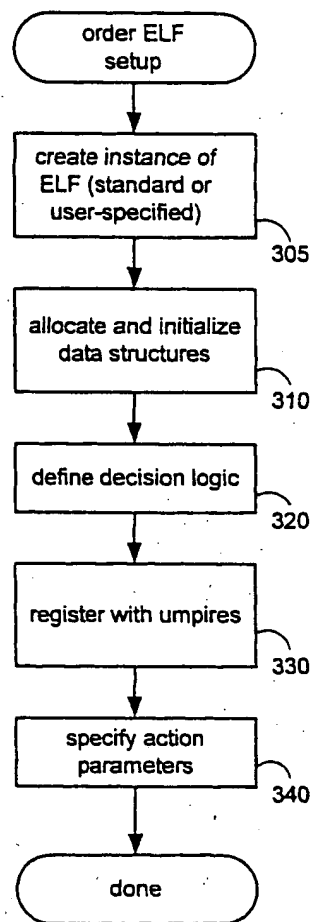 order ELF
setup
create instance of
ELF (standard or
user-specified)
305
allocate and initialize
data structures
310
define decision logic
320
register with umpires
330
specify action
parameters
340
done